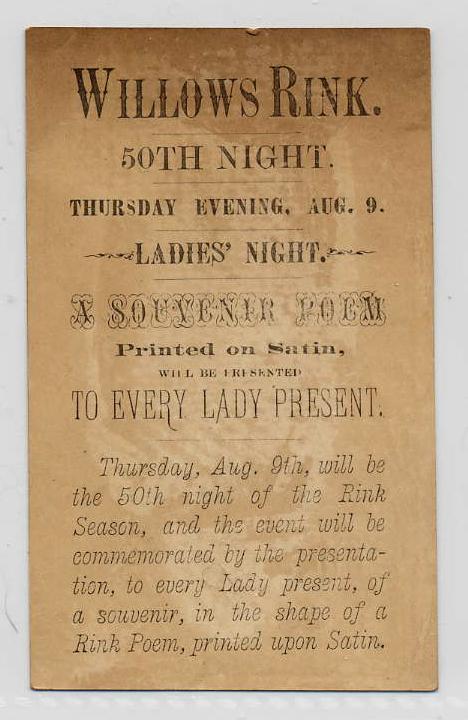 WILLOWS RINK.
50TH NIGHT.
THURSDAY EVENING, AUG. 9.
LADIES' NIGHT.
A SOUVENIR POEM
Printed on Satin,
WILL BE PRESENTED
TO EVERY LADY PRESENT.
Thursday, Aug. 9th, will be
the 50th night of the Rink
Season, and the event will be
commemorated by the presenta-
tion, to every Lady present, of
a souvenir, in the shape of a
Rink Poem, printed upon Satin.